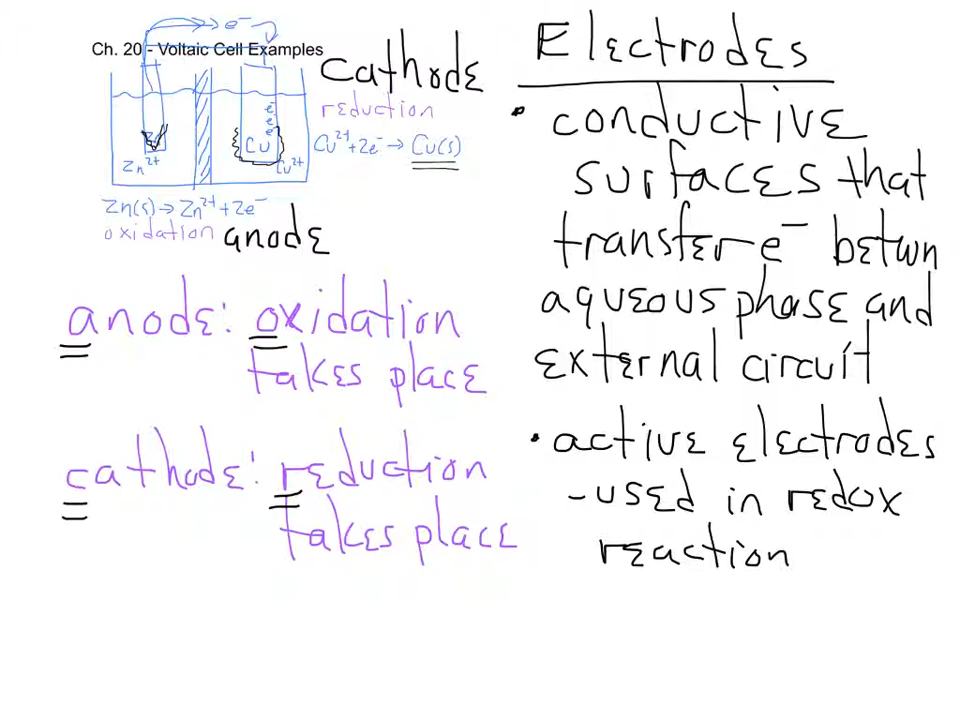 e⁻
Ch. 20 - Voltaic Cell Examples
cathode
reduction
Cu²⁺+2e⁻ → Cu(s)
e⁻
e⁻
e⁻
Cu
Zn²⁺
Cu²⁺
Zn(s) → Zn²⁺ + 2e⁻
oxidation anode
anode: oxidation
takes place
cathode: reduction
takes place
Electrodes
• conductive
surfaces that
transfer e⁻ betwn
aqueous phase and
external circuit
• active electrodes
- used in redox
reaction